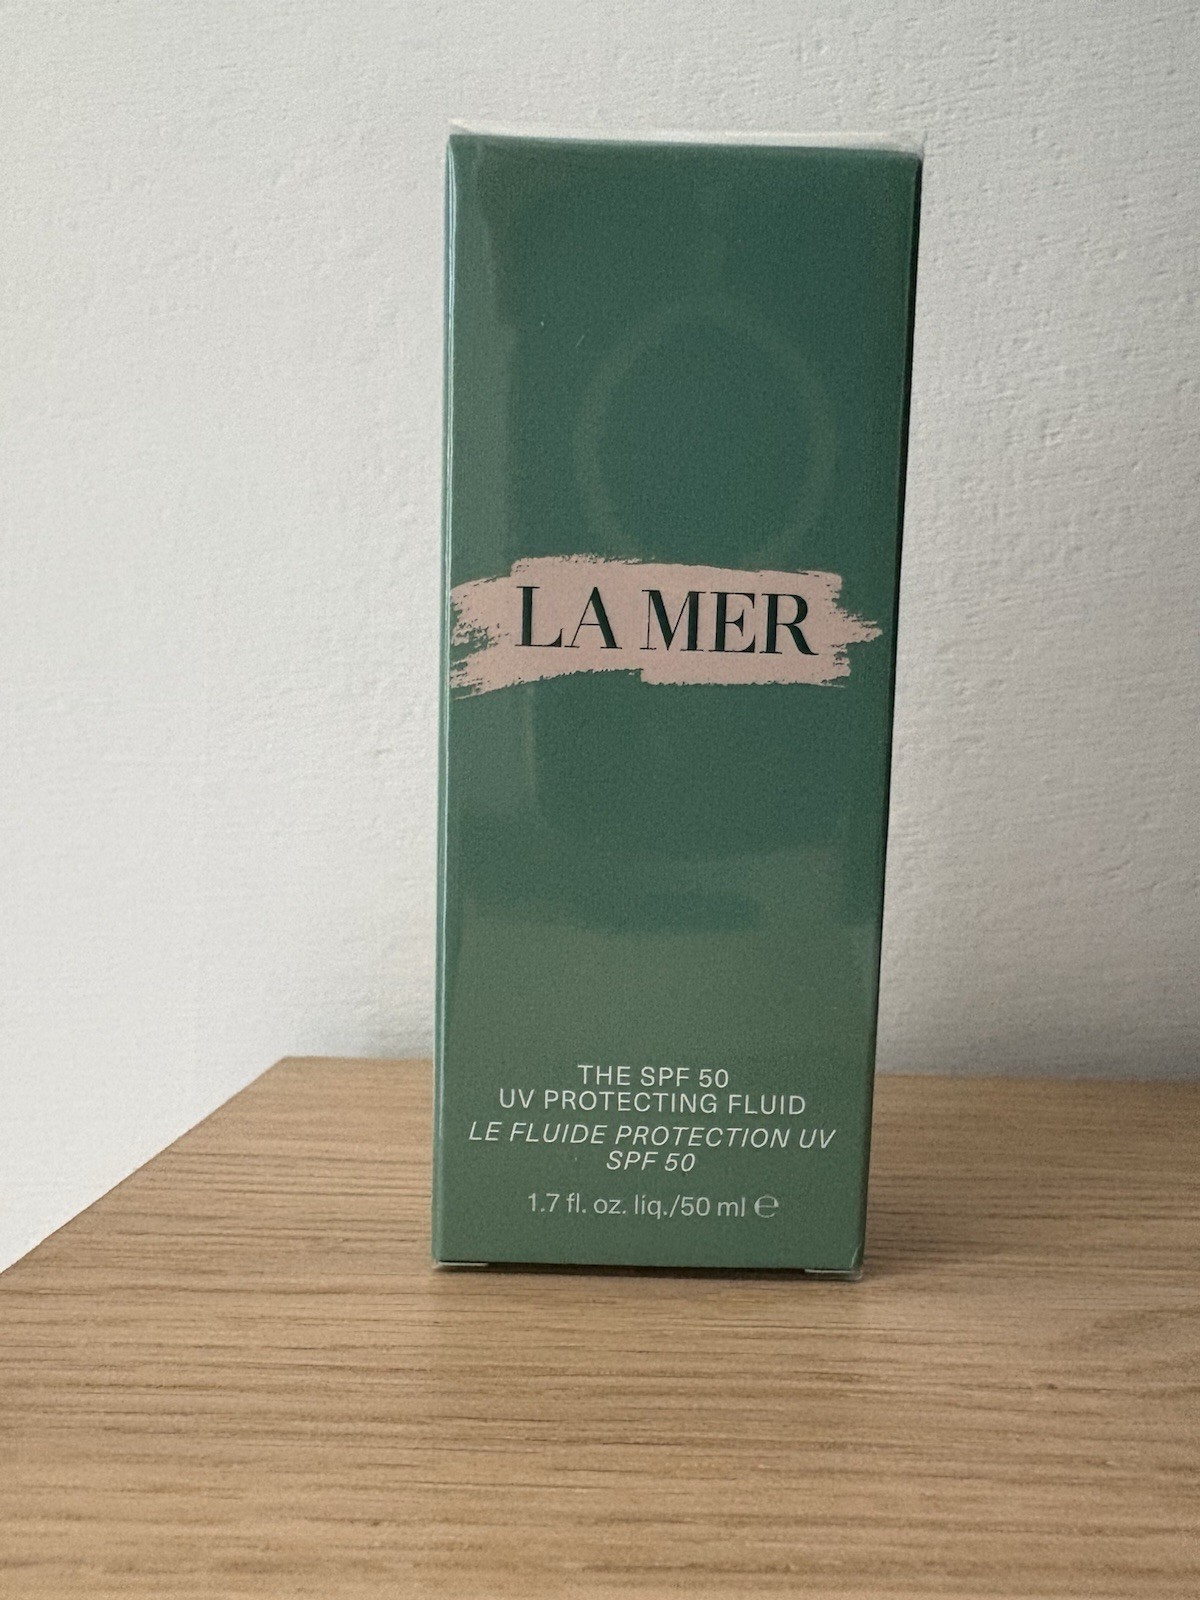 LA MER
THE SPF 50
UV PROTECTING FLUID
LE FLUIDE PROTECTION UV
SPF 50
1.7 fl. oz. liq./50 ml ℮